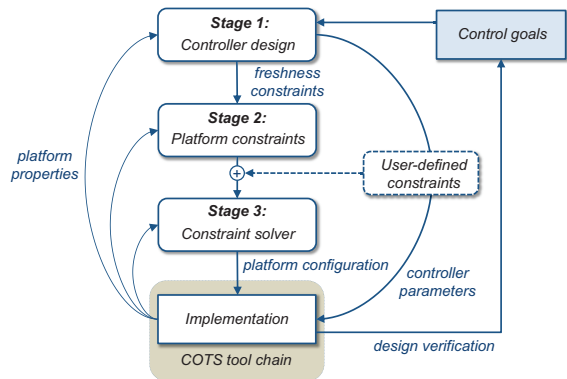 Stage 1:
Controller design
Control goals
freshness
constraints
Stage 2:
Platform constraints
platform
properties
+
User-defined
constraints
Stage 3:
Constraint solver
platform configuration
controller
parameters
Implementation
design verification
COTS tool chain